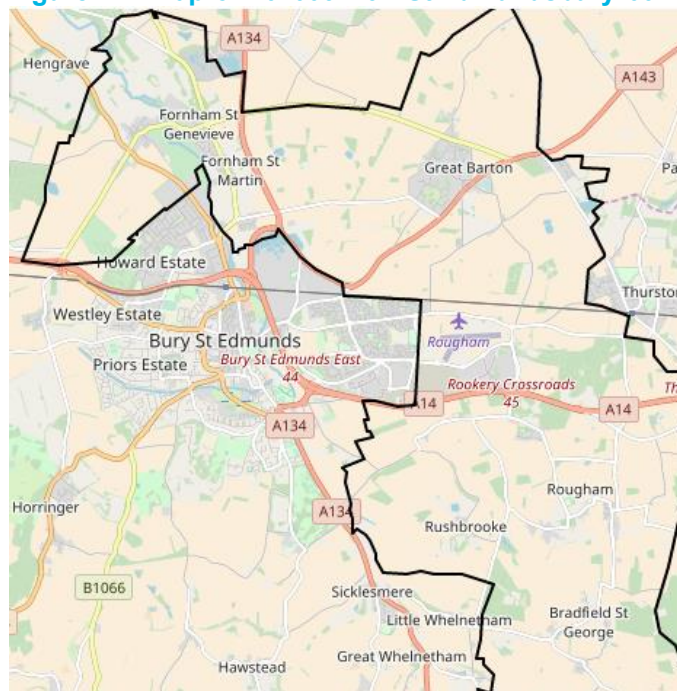 A134
Hengrave
A143
Fornham St
Genevieve
Fornham St
Martin
Great Barton
Pa
Howard Estate
Thurston
Westley Estate
Bury St Edmunds
Rougham
Priors Estate
Bury St Edmunds East
44
Rookery Crossroads
45
Th
A14
A14
A134
Rougham
Horringer
A134
Rushbrooke
B1066
Sicklesmere
Little Whelnetham
Bradfield St
George
Great Whelnetham
Hawstead